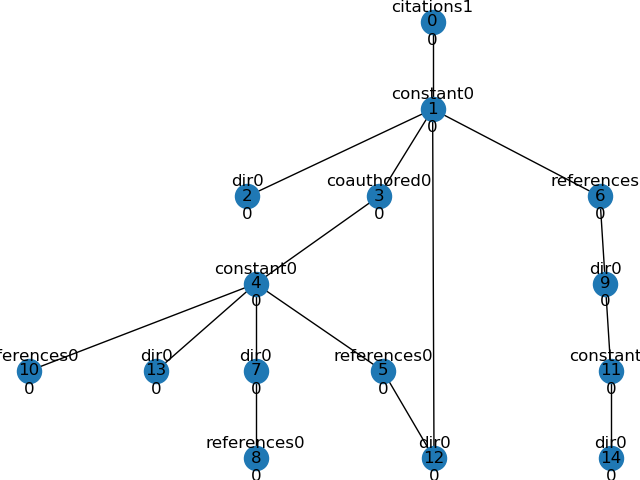 citations1
0
0
constant0
1
0
dir0 coauthored0 references
2 3 6
0 0 0
constant0 dir0
4 9
0 0
ferences0 dir0 dir0 references0 constant
10 13 7 5 11
0 0 0 0 0
references0 dir0 dir0
8 12 14
0 0 0